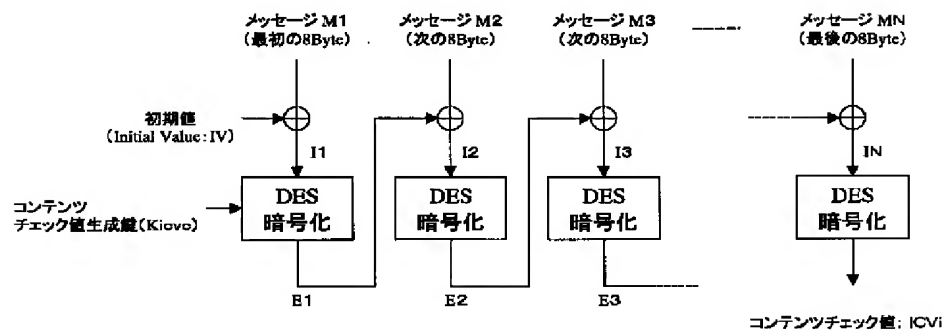 メッセージ M1
(最初の8Byte)
メッセージ M2
(次の8Byte)
メッセージ M3
(次の8Byte)
メッセージ MN
(最後の8Byte)
初期値
(Initial Value:IV)
I1
I2
I3
IN
コンテンツ
チェック値生成鍵(Kicvc)
DES
暗号化
DES
暗号化
DES
暗号化
DES
暗号化
E1
E2
E3
コンテンツチェック値; ICVi